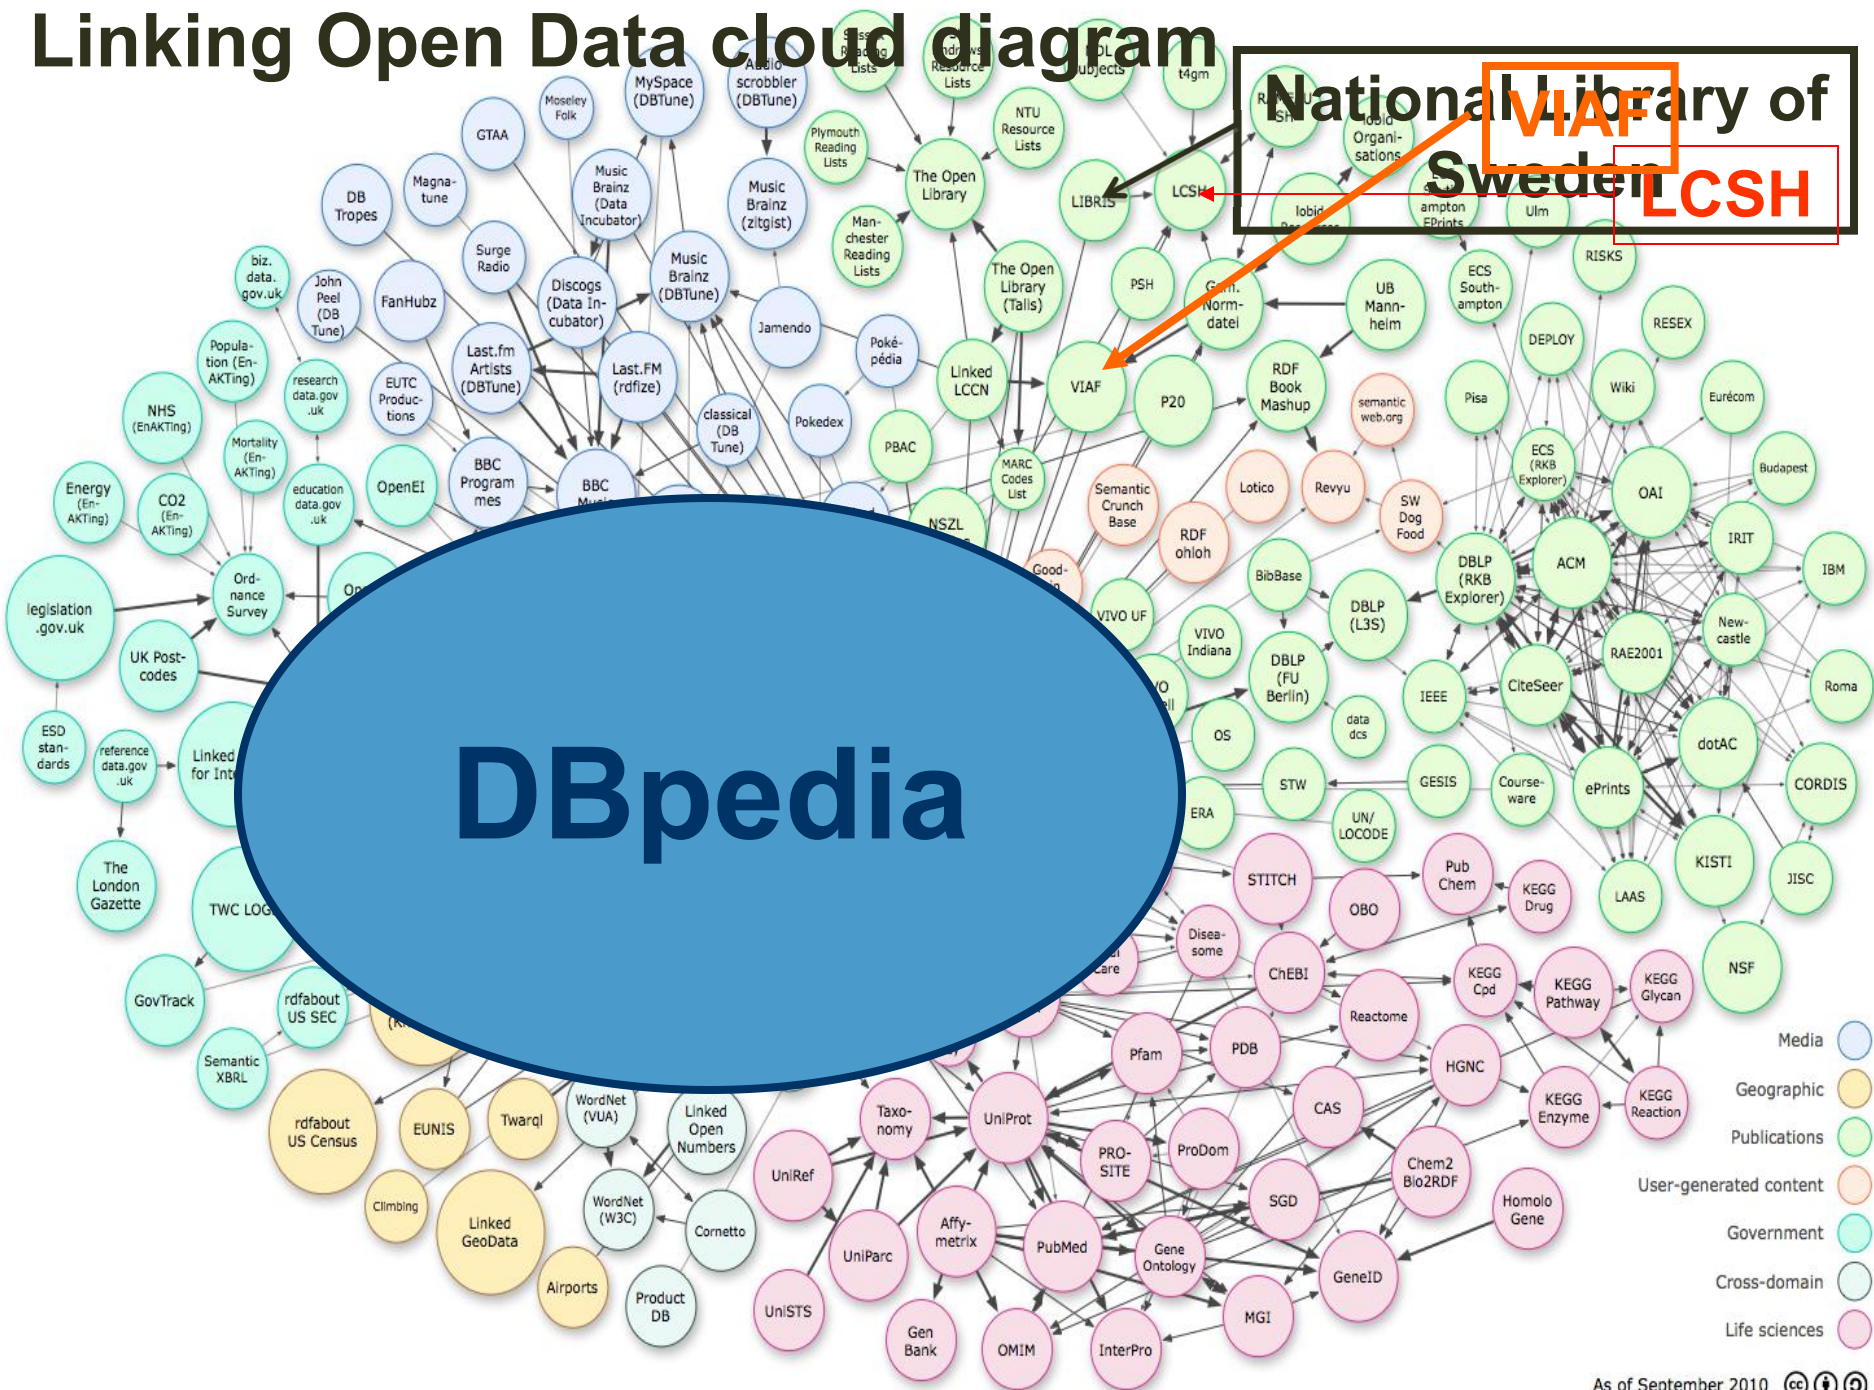 Linking Open Data cloud diagram
National Library of
Sweden
VIAF
LCSH
DBpedia
MySpace
(DBTune)
Audio
scrobbler
(DBTune)
Moseley
Folk
GTAA
Reading
Lists
Resource
Lists
t4gm
NTU
Resource
Lists
Plymouth
Reading
Lists
The Open
Library
Man-
chester
Reading
Lists
LIBRIS
LCSH
Organi-
sations
ampton
EPrints
Ulm
RISKS
DB
Tropes
Magna-
tune
Music
Brainz
(Data
Incubator)
Music
Brainz
(zitgist)
Music
Brainz
(DBTune)
Surge
Radio
Discogs
(Data In-
cubator)
biz.
data.
gov.uk
John
Peel
(DB
Tune)
FanHubz
Jamendo
Poké-
pédia
The Open
Library
(Talis)
PSH
Norm-
datei
UB
Mann-
heim
ECS
South-
ampton
DEPLOY
RESEX
Popula-
tion (En-
AKTing)
research
data.gov
.uk
EUTC
Produc-
tions
Last.fm
Artists
(DBTune)
Last.FM
(rdfize)
classical
(DB
Tune)
Pokedex
Linked
LCCN
VIAF
P20
RDF
Book
Mashup
semantic
web.org
Pisa
Wiki
Eurécom
NHS
(EnAKTing)
Mortality
(En-
AKTing)
PBAC
MARC
Codes
List
Energy
(En-
AKTing)
CO2
(En-
AKTing)
education
data.gov
.uk
OpenEI
BBC
Program
mes
BBC
NSZL
Semantic
Crunch
Base
Lotico
Revyu
SW
Dog
Food
RDF
ohloh
ECS
(RKB
Explorer)
OAI
Budapest
IRIT
IBM
ACM
DBLP
(RKB
Explorer)
BibBase
DBLP
(L3S)
Good-
VIVO UF
VIVO
Indiana
DBLP
(FU
Berlin)
data
dcs
OS
IEEE
CiteSeer
RAE2001
New-
castle
Roma
dotAC
CORDIS
ePrints
Course-
ware
GESIS
STW
ERA
UN/
LOCODE
KISTI
JISC
LAAS
NSF
legislation
.gov.uk
Ord-
nance
Survey
UK Post-
codes
ESD
stan-
dards
reference
data.gov
.uk
Linked
The
London
Gazette
GovTrack
rdfabout
US SEC
Semantic
XBRL
rdfabout
US Census
EUNIS
Twarql
WordNet
(VUA)
Linked
Open
Numbers
Climbing
Linked
GeoData
WordNet
(W3C)
Cornetto
Airports
Product
DB
STITCH
Pub
Chem
KEGG
Drug
OBO
Disea-
some
Care
ChEBI
KEGG
Cpd
KEGG
Pathway
KEGG
Glycan
Reactome
Pfam
PDB
HGNC
KEGG
Enzyme
KEGG
Reaction
CAS
Taxo-
nomy
UniProt
PRO-
SITE
ProDom
Chem2
Bio2RDF
UniRef
SGD
Homolo
Gene
Affy-
metrix
UniParc
PubMed
Gene
Ontology
GeneID
UniSTS
Gen
Bank
OMIM
InterPro
MGI
Media
Geographic
Publications
User-generated content
Government
Cross-domain
Life sciences
As of September 2010